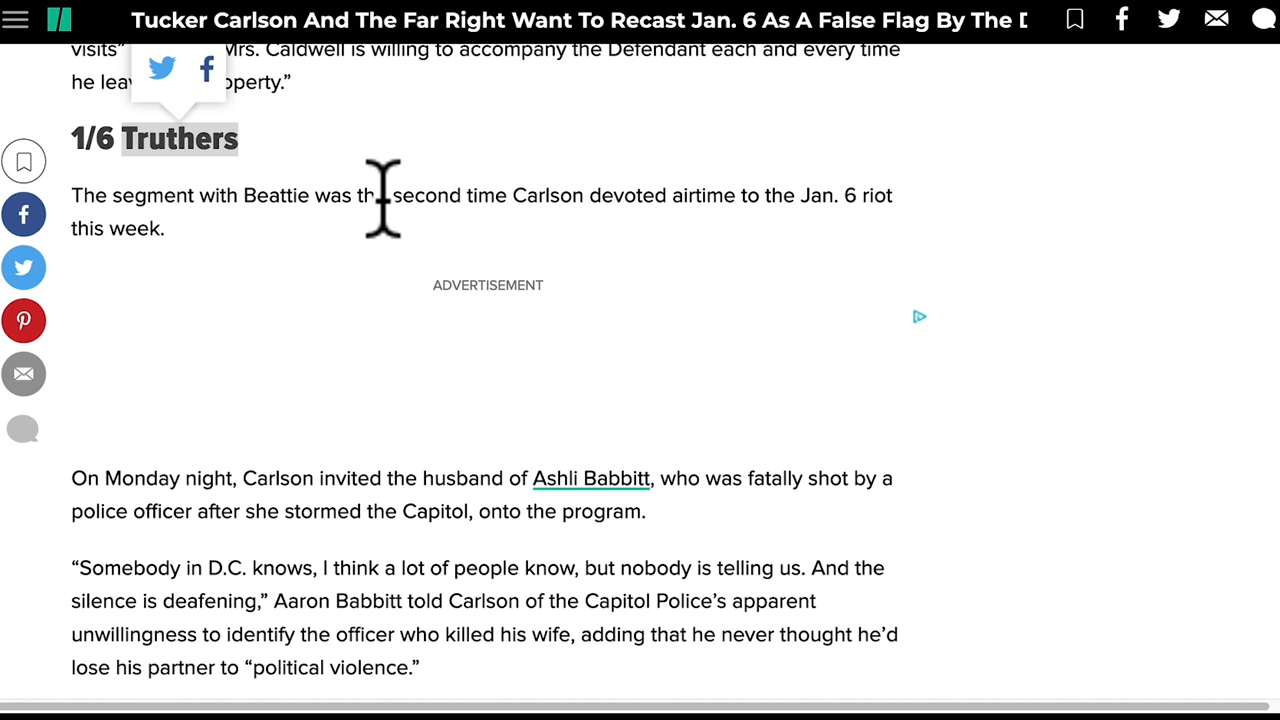 Tucker Carlson And The Far Right Want To Recast Jan. 6 As A False Flag By The
visits” Mrs. Caldwell is willing to accompany the Defendant each and every time
he
1/6 Truthers
The segment with Beattie was second time Carlson devoted airtime to the Jan. 6 riot
this week.
ADVERTISEMENT
On Monday night, Carlson invited the husband of Ashli Babbitt, who was fatally shot by a
police officer after she stormed the Capitol, onto the program.
“Somebody in D.C. knows, I think a lot of people know, but nobody is telling us. And the
silence is deafening,” Aaron Babbitt told Carlson of the Capitol Police’s apparent
unwillingness to identify the officer who killed his wife, adding that he never thought he’d
lose his partner to “political violence.”